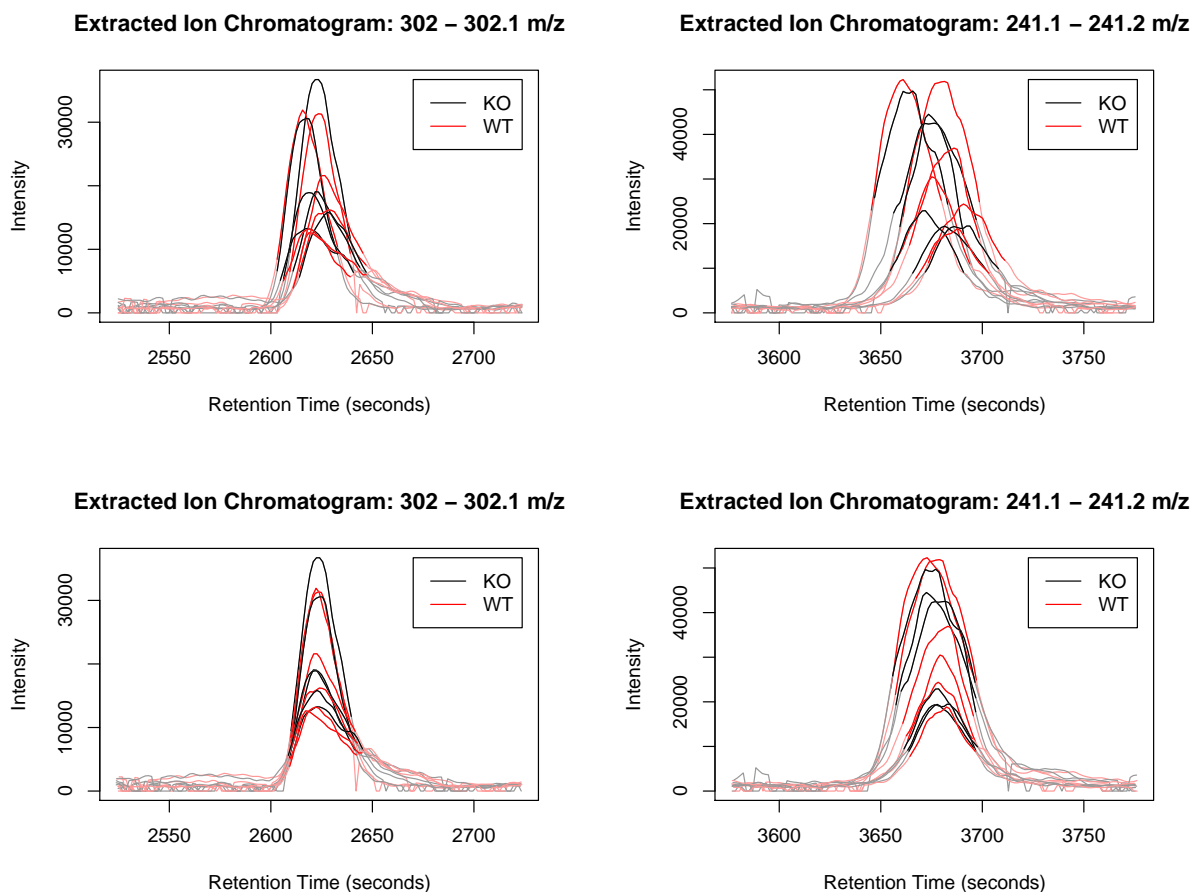 Extracted Ion Chromatogram: 302 – 302.1 m/z
KO
WT
Intensity
0 10000 30000
2550 2600 2650 2700
Retention Time (seconds)
Extracted Ion Chromatogram: 241.1 – 241.2 m/z
KO
WT
Intensity
0 20000 40000
3600 3650 3700 3750
Retention Time (seconds)
Extracted Ion Chromatogram: 302 – 302.1 m/z
KO
WT
Intensity
0 10000 30000
2550 2600 2650 2700
Retention Time (seconds)
Extracted Ion Chromatogram: 241.1 – 241.2 m/z
KO
WT
Intensity
0 20000 40000
3600 3650 3700 3750
Retention Time (seconds)